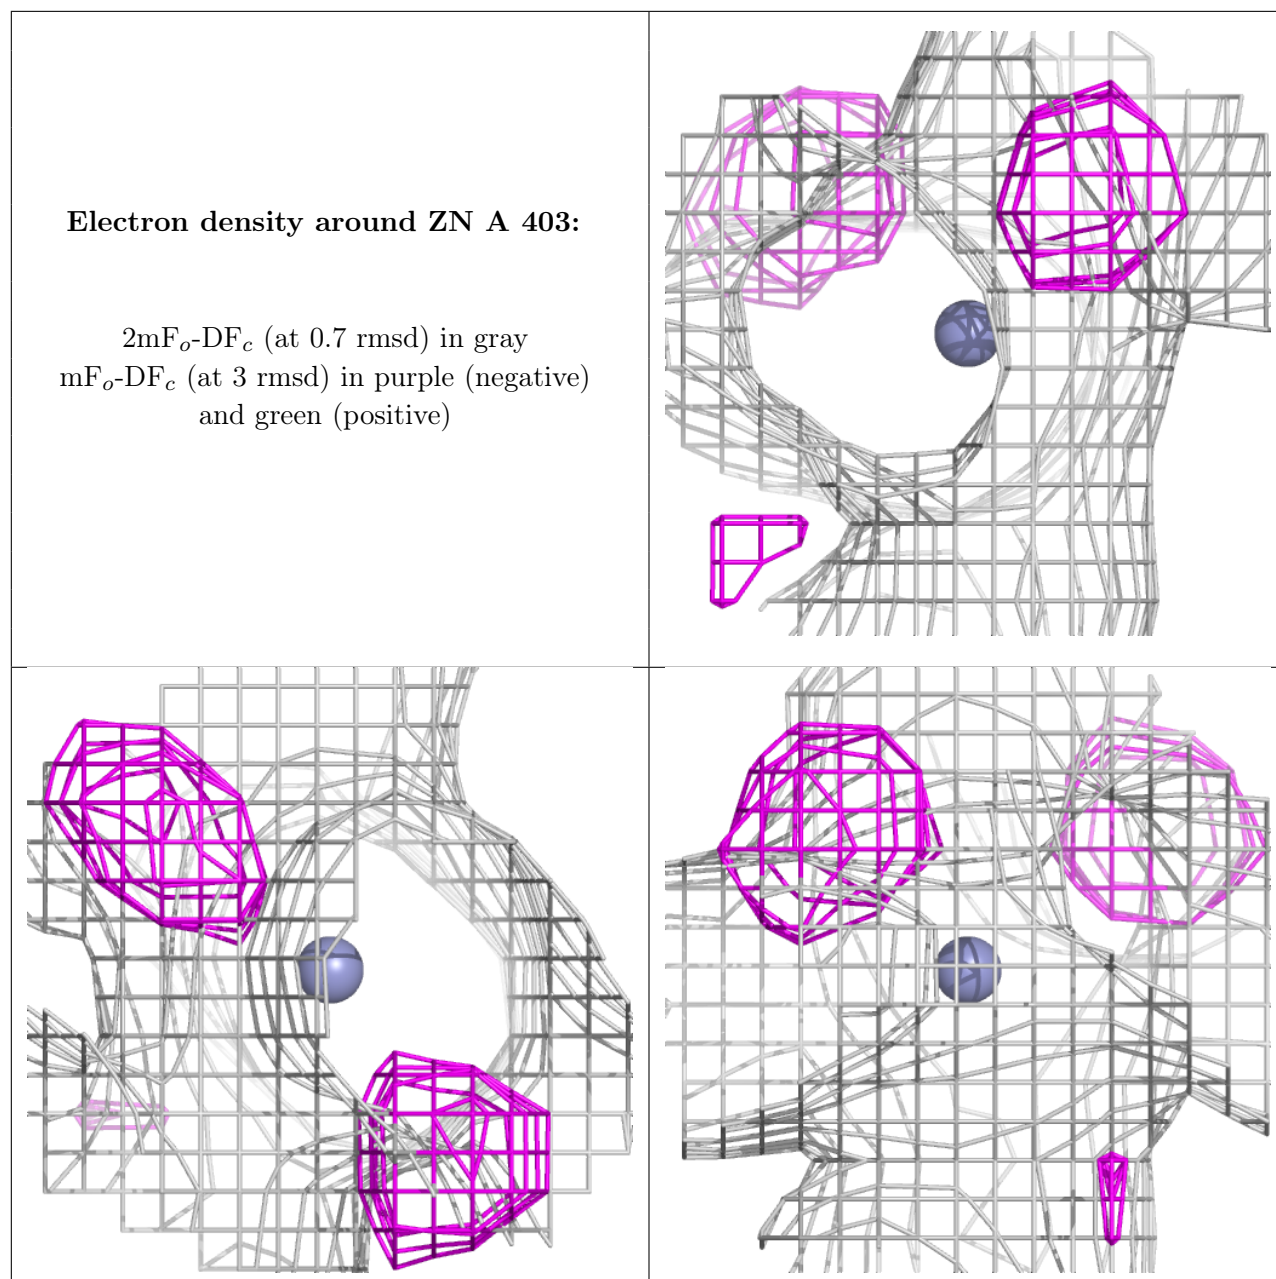 Electron density around ZN A 403:
2mFo-DFc (at 0.7 rmsd) in gray
mFo-DFc (at 3 rmsd) in purple (negative)
and green (positive)